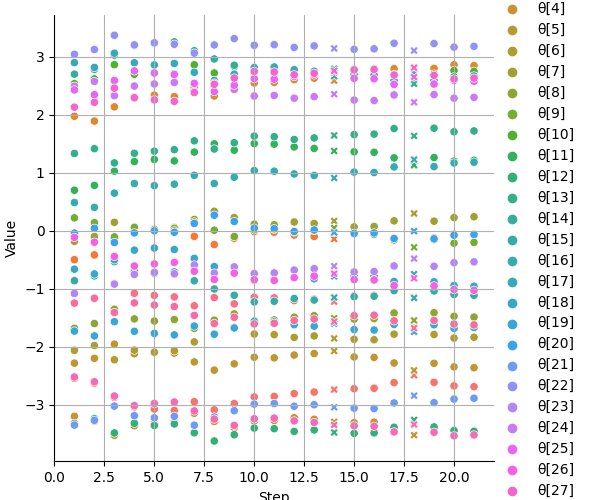 θ[4]
θ[5]
θ[6]
θ[7]
θ[8]
θ[9]
θ[10]
θ[11]
θ[12]
θ[13]
θ[14]
θ[15]
θ[16]
θ[17]
θ[18]
θ[19]
θ[20]
θ[21]
θ[22]
θ[23]
θ[24]
θ[25]
θ[26]
θ[27]
Value
3
2
1
0
−1
−2
−3
0.0 2.5 5.0 7.5 10.0 12.5 15.0 17.5 20.0
Step